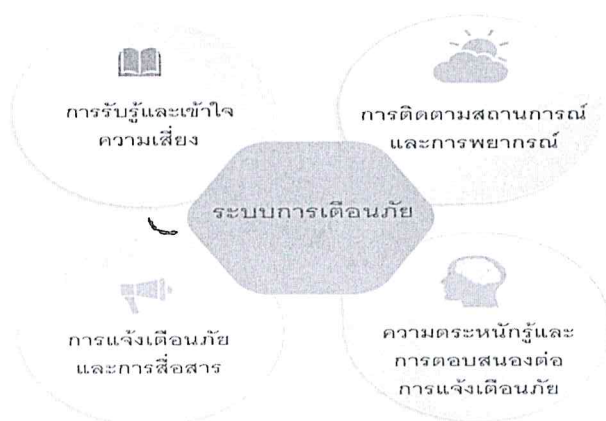 การรับรู้และเข้าใจ
ความเสี่ยง
การติดตามสถานการณ์
และการพยากรณ์
ระบบการเตือนภัย
การแจ้งเตือนภัย
และการสื่อสาร
ความตระหนักรู้และ
การตอบสนองต่อ
การแจ้งเตือนภัย